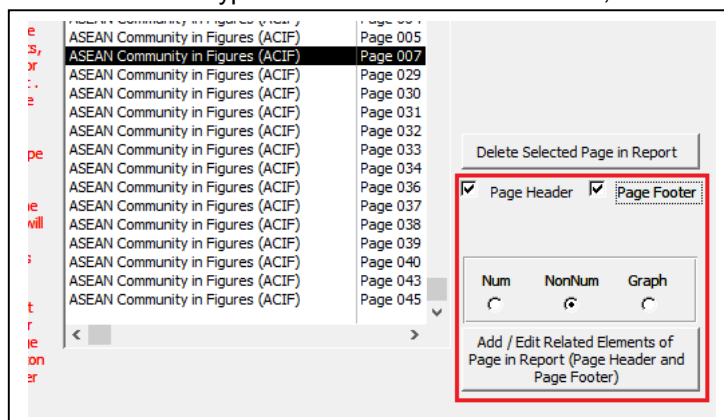 ASEAN Community in Figures (ACIF) Page 005
ASEAN Community in Figures (ACIF) Page 007
ASEAN Community in Figures (ACIF) Page 029
ASEAN Community in Figures (ACIF) Page 030
ASEAN Community in Figures (ACIF) Page 031
ASEAN Community in Figures (ACIF) Page 032
ASEAN Community in Figures (ACIF) Page 033
ASEAN Community in Figures (ACIF) Page 034
ASEAN Community in Figures (ACIF) Page 036
ASEAN Community in Figures (ACIF) Page 037
ASEAN Community in Figures (ACIF) Page 038
ASEAN Community in Figures (ACIF) Page 039
ASEAN Community in Figures (ACIF) Page 040
ASEAN Community in Figures (ACIF) Page 043
ASEAN Community in Figures (ACIF) Page 045
Delete Selected Page in Report
Page Header Page Footer
Num NonNum Graph
Add / Edit Related Elements of
Page in Report (Page Header and
Page Footer)